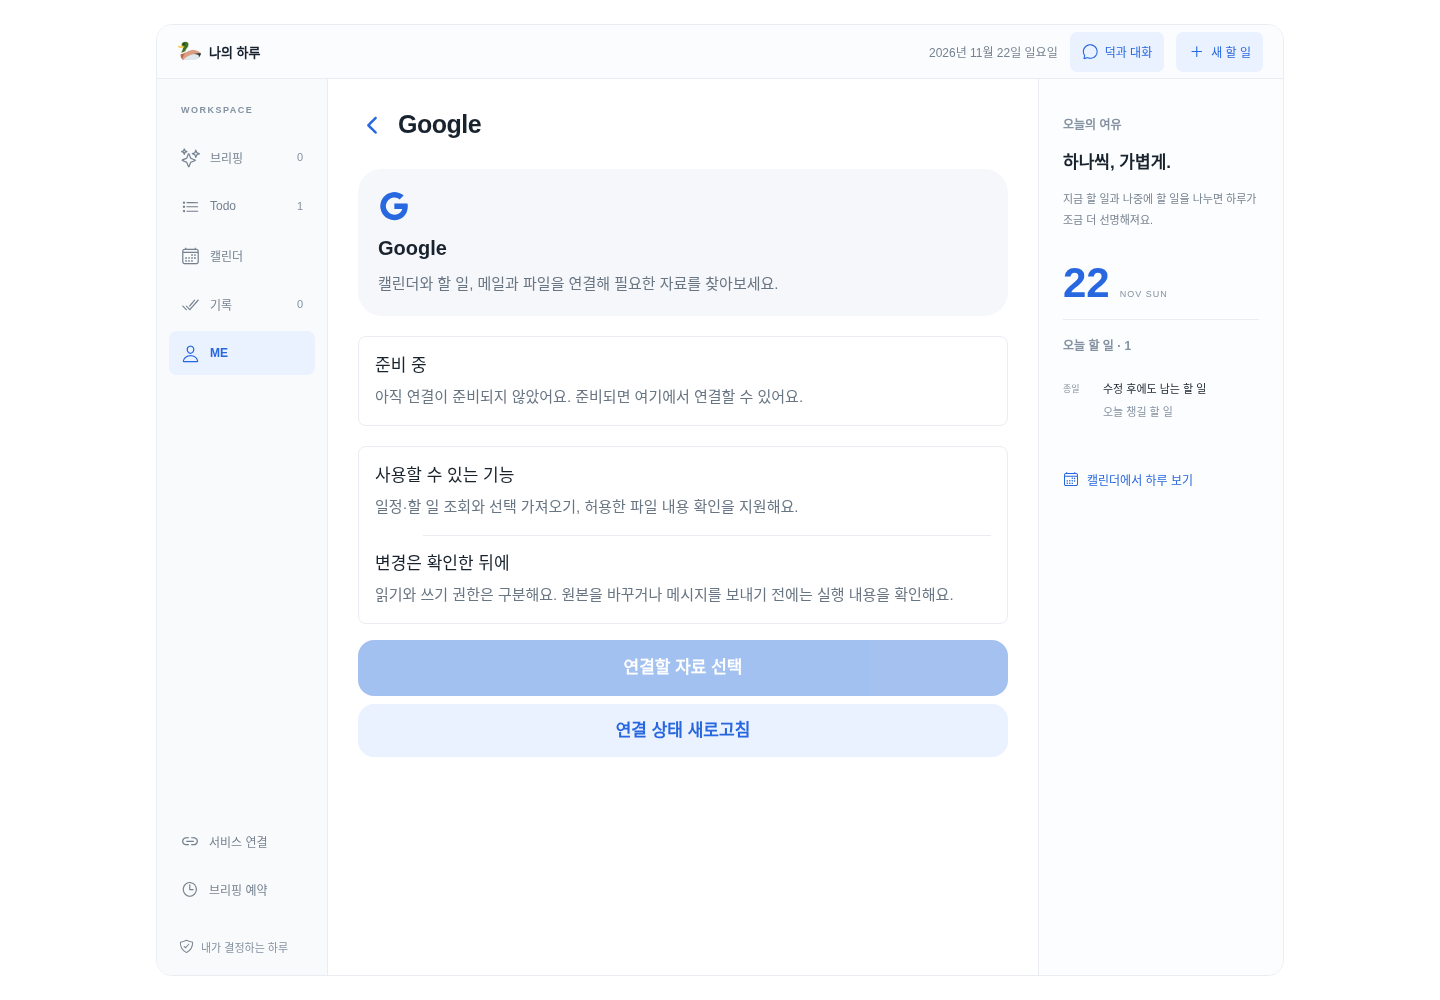 나의 하루
2026년 11월 22일 일요일
덕과 대화
새 할 일
WORKSPACE
브리핑 0
Todo 1
캘린더
기록 0
ME
서비스 연결
브리핑 예약
내가 결정하는 하루
Google
Google
캘린더와 할 일, 메일과 파일을 연결해 필요한 자료를 찾아보세요.
준비 중
아직 연결이 준비되지 않았어요. 준비되면 여기에서 연결할 수 있어요.
사용할 수 있는 기능
일정·할 일 조회와 선택 가져오기, 허용한 파일 내용 확인을 지원해요.
변경은 확인한 뒤에
읽기와 쓰기 권한은 구분해요. 원본을 바꾸거나 메시지를 보내기 전에는 실행 내용을 확인해요.
연결할 자료 선택
연결 상태 새로고침
오늘의 여유
하나씩, 가볍게.
지금 할 일과 나중에 할 일을 나누면 하루가
조금 더 선명해져요.
22 NOV SUN
오늘 할 일 · 1
종일 수정 후에도 남는 할 일
오늘 챙길 할 일
캘린더에서 하루 보기